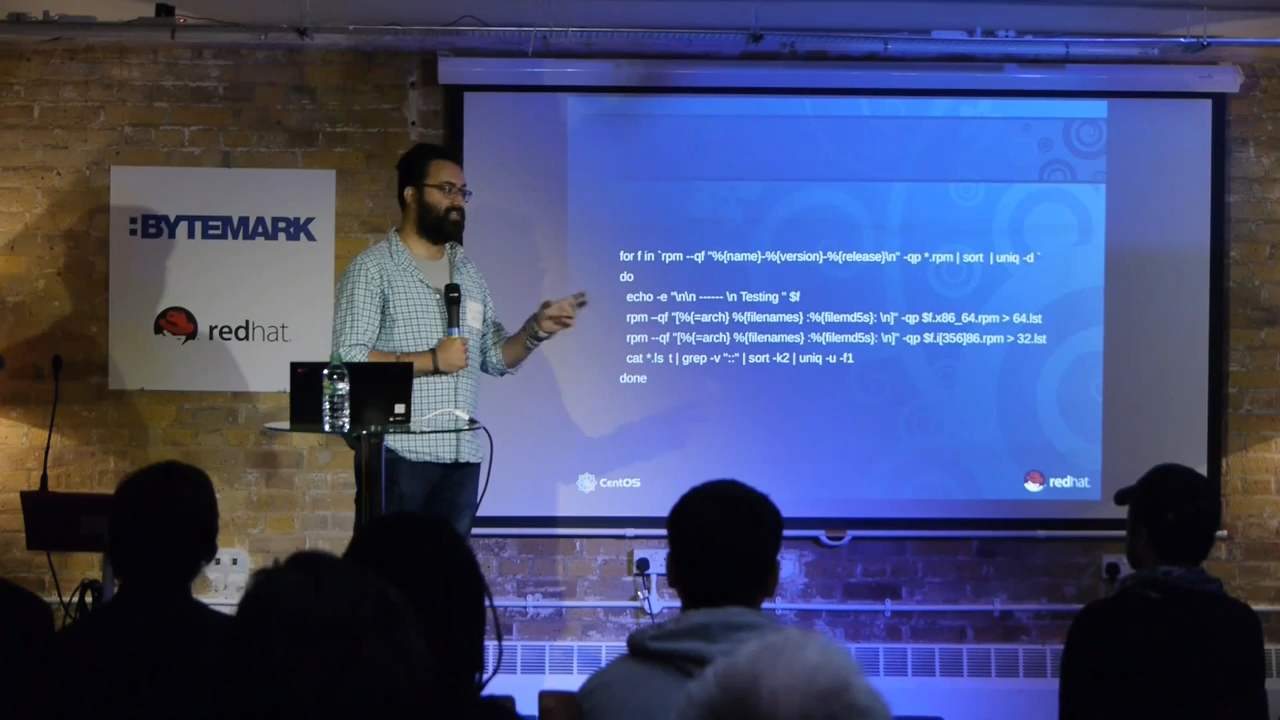 :BYTEMARK
redhat.
for f in `rpm --qf "%{name}-%{version}-%{release}\n" -qp *.rpm | sort | uniq -d `
do
echo -e "\n\n ------ \n Testing " $f
rpm --qf "[%{=arch} %{filenames} :%{filemd5s}: \n]" -qp $f.x86_64.rpm > 64.lst
rpm --qf "[%{=arch} %{filenames} :%{filemd5s}: \n]" -qp $f.i[356]86.rpm > 32.lst
cat *.ls t | grep -v "::" | sort -k2 | uniq -u -f1
done
CentOS
redhat.